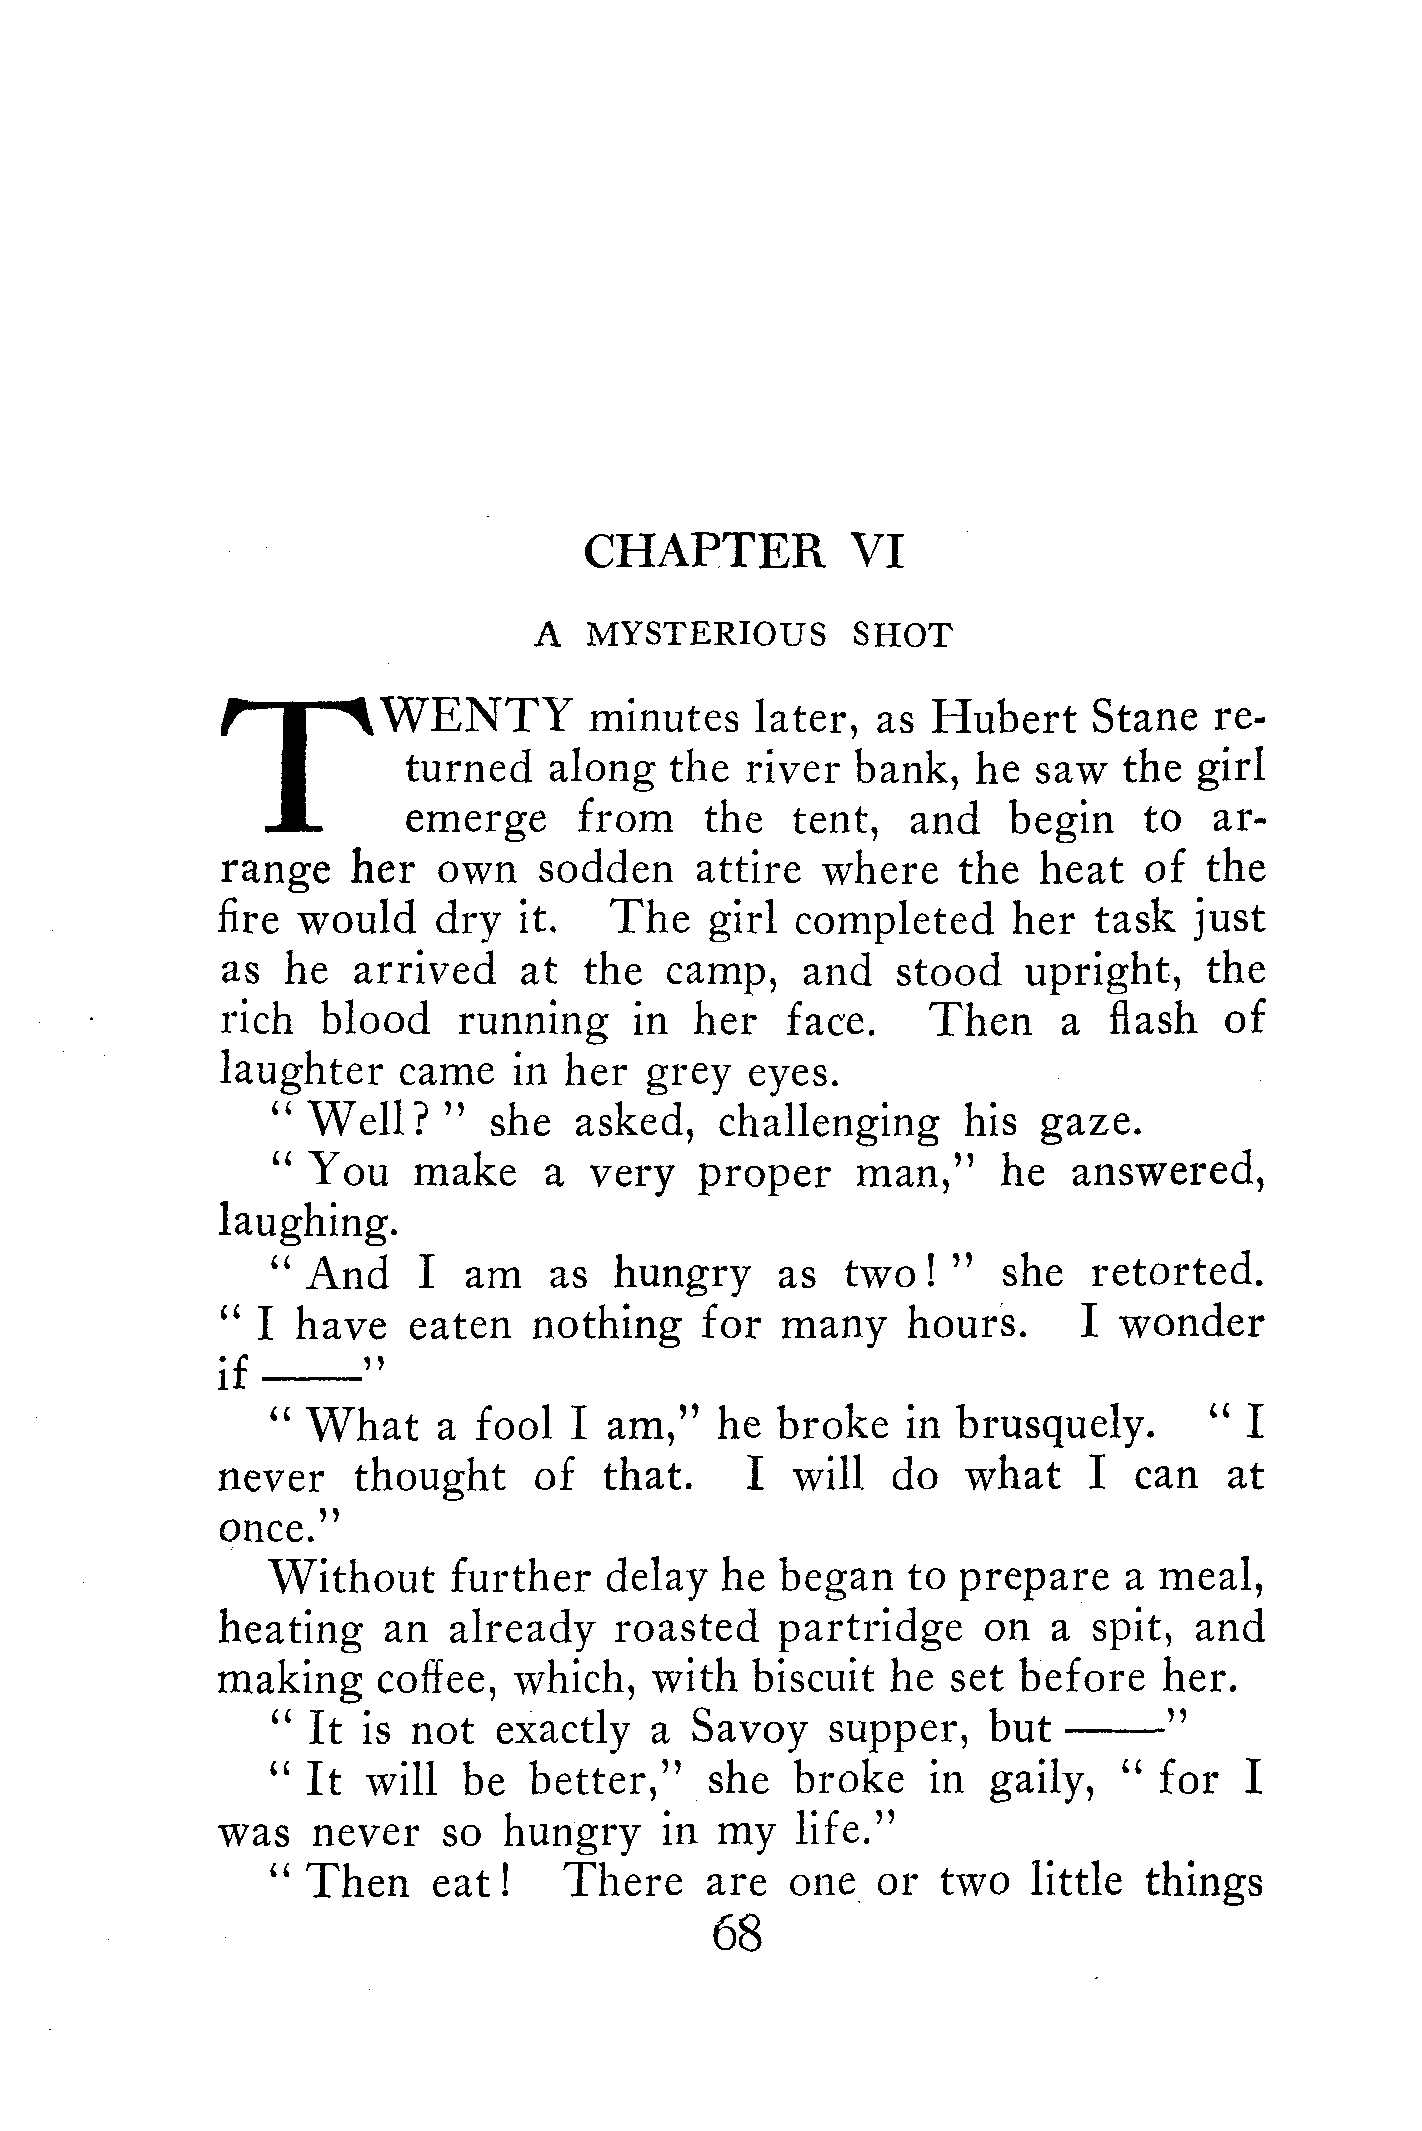 CHAPTER VI
A MYSTERIOUS SHOT
TWENTY minutes later, as Hubert Stane re-
turned along the river bank, he saw the girl
emerge from the tent, and begin to ar-
range her own sodden attire where the heat of the
fire would dry it. The girl completed her task just
as he arrived at the camp, and stood upright, the
rich blood running in her face. Then a flash of
laughter came in her grey eyes.
“ Well? ” she asked, challenging his gaze.
“ You make a very proper man,” he answered,
laughing.
“ And I am as hungry as two! ” she retorted.
“ I have eaten nothing for many hours. I wonder
if ——”
“ What a fool I am,” he broke in brusquely. “ I
never thought of that. I will do what I can at
once.”
Without further delay he began to prepare a meal,
heating an already roasted partridge on a spit, and
making coffee, which, with biscuit he set before her.
“ It is not exactly a Savoy supper, but ——”
“ It will be better,” she broke in gaily, “ for I
was never so hungry in my life.”
“ Then eat! There are one or two little things
68